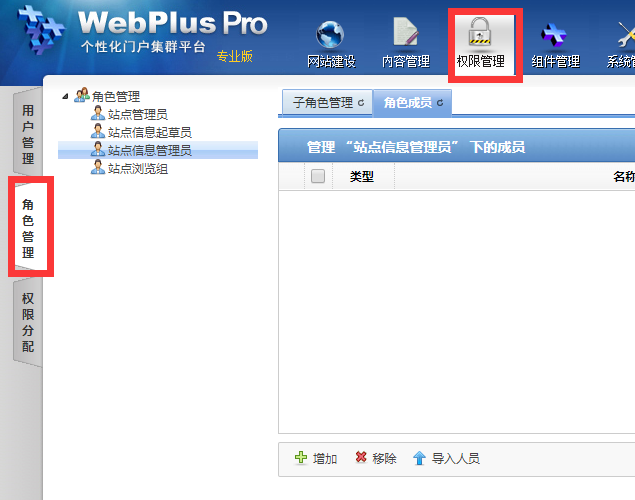 WebPlus Pro
个性化门户集群平台
专业版
网站建设 内容管理 权限管理 组件管理 系统管
用户管理
角色管理
权限分配
角色管理
站点管理员
站点信息起草员
站点信息管理员
站点浏览组
子角色管理 角色成员
管理 “站点信息管理员” 下的成员
类型 名称
增加 移除 导入人员